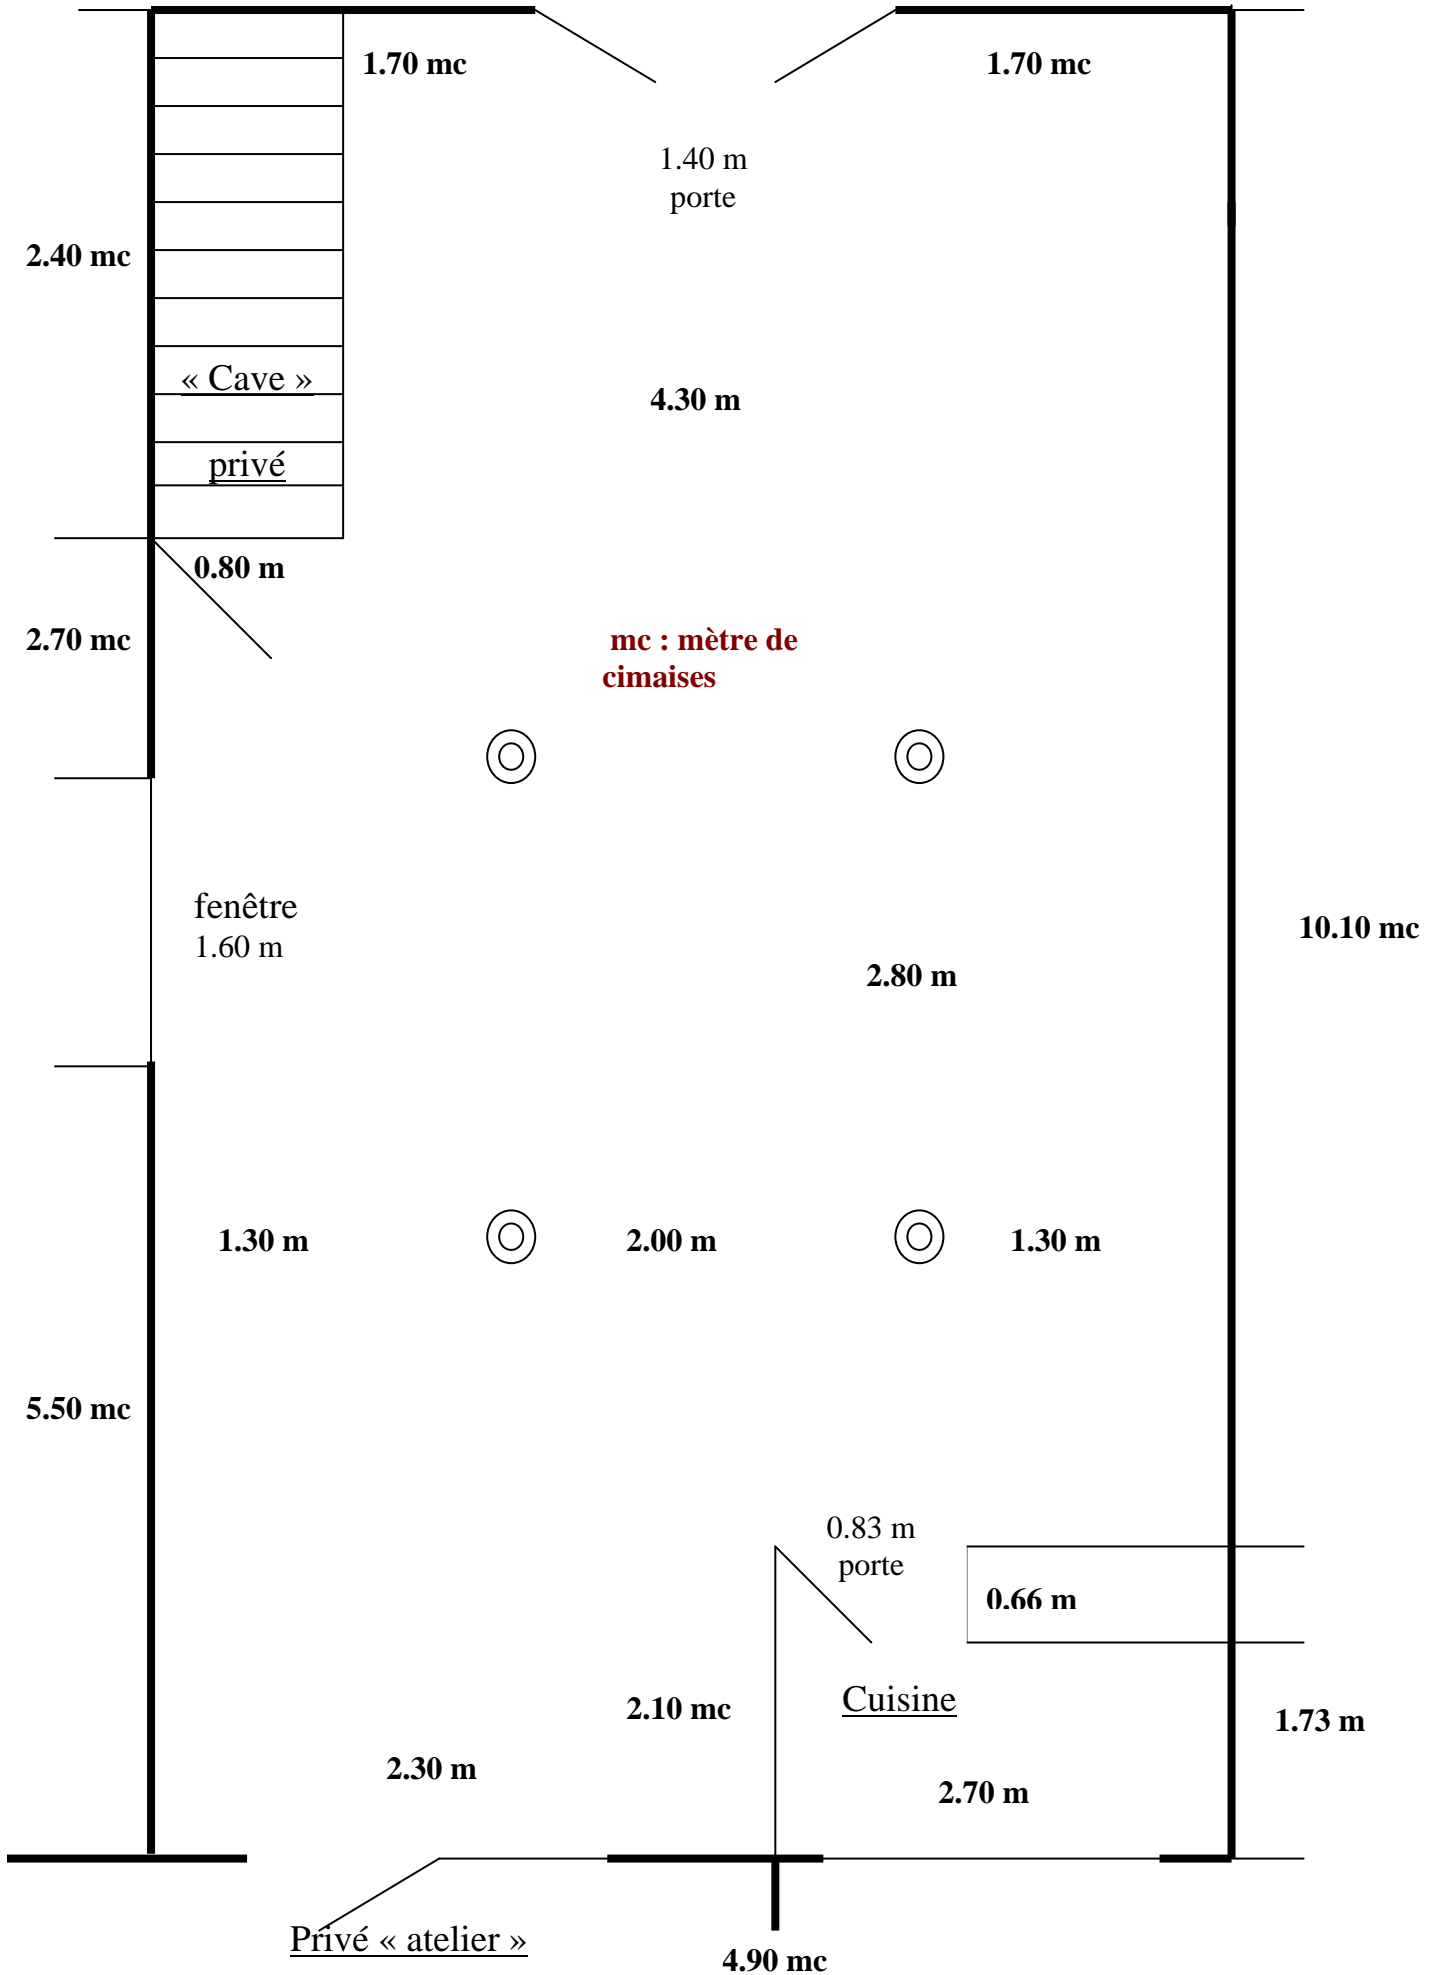 1.70 mc
1.70 mc
1.40 m
porte
2.40 mc
« Cave »
4.30 m
privé
0.80 m
2.70 mc
mc : mètre de
cimaises
fenêtre
1.60 m
10.10 mc
2.80 m
1.30 m
2.00 m
1.30 m
5.50 mc
0.83 m
porte
0.66 m
Cuisine
2.10 mc
1.73 m
2.30 m
2.70 m
Privé « atelier »
4.90 mc